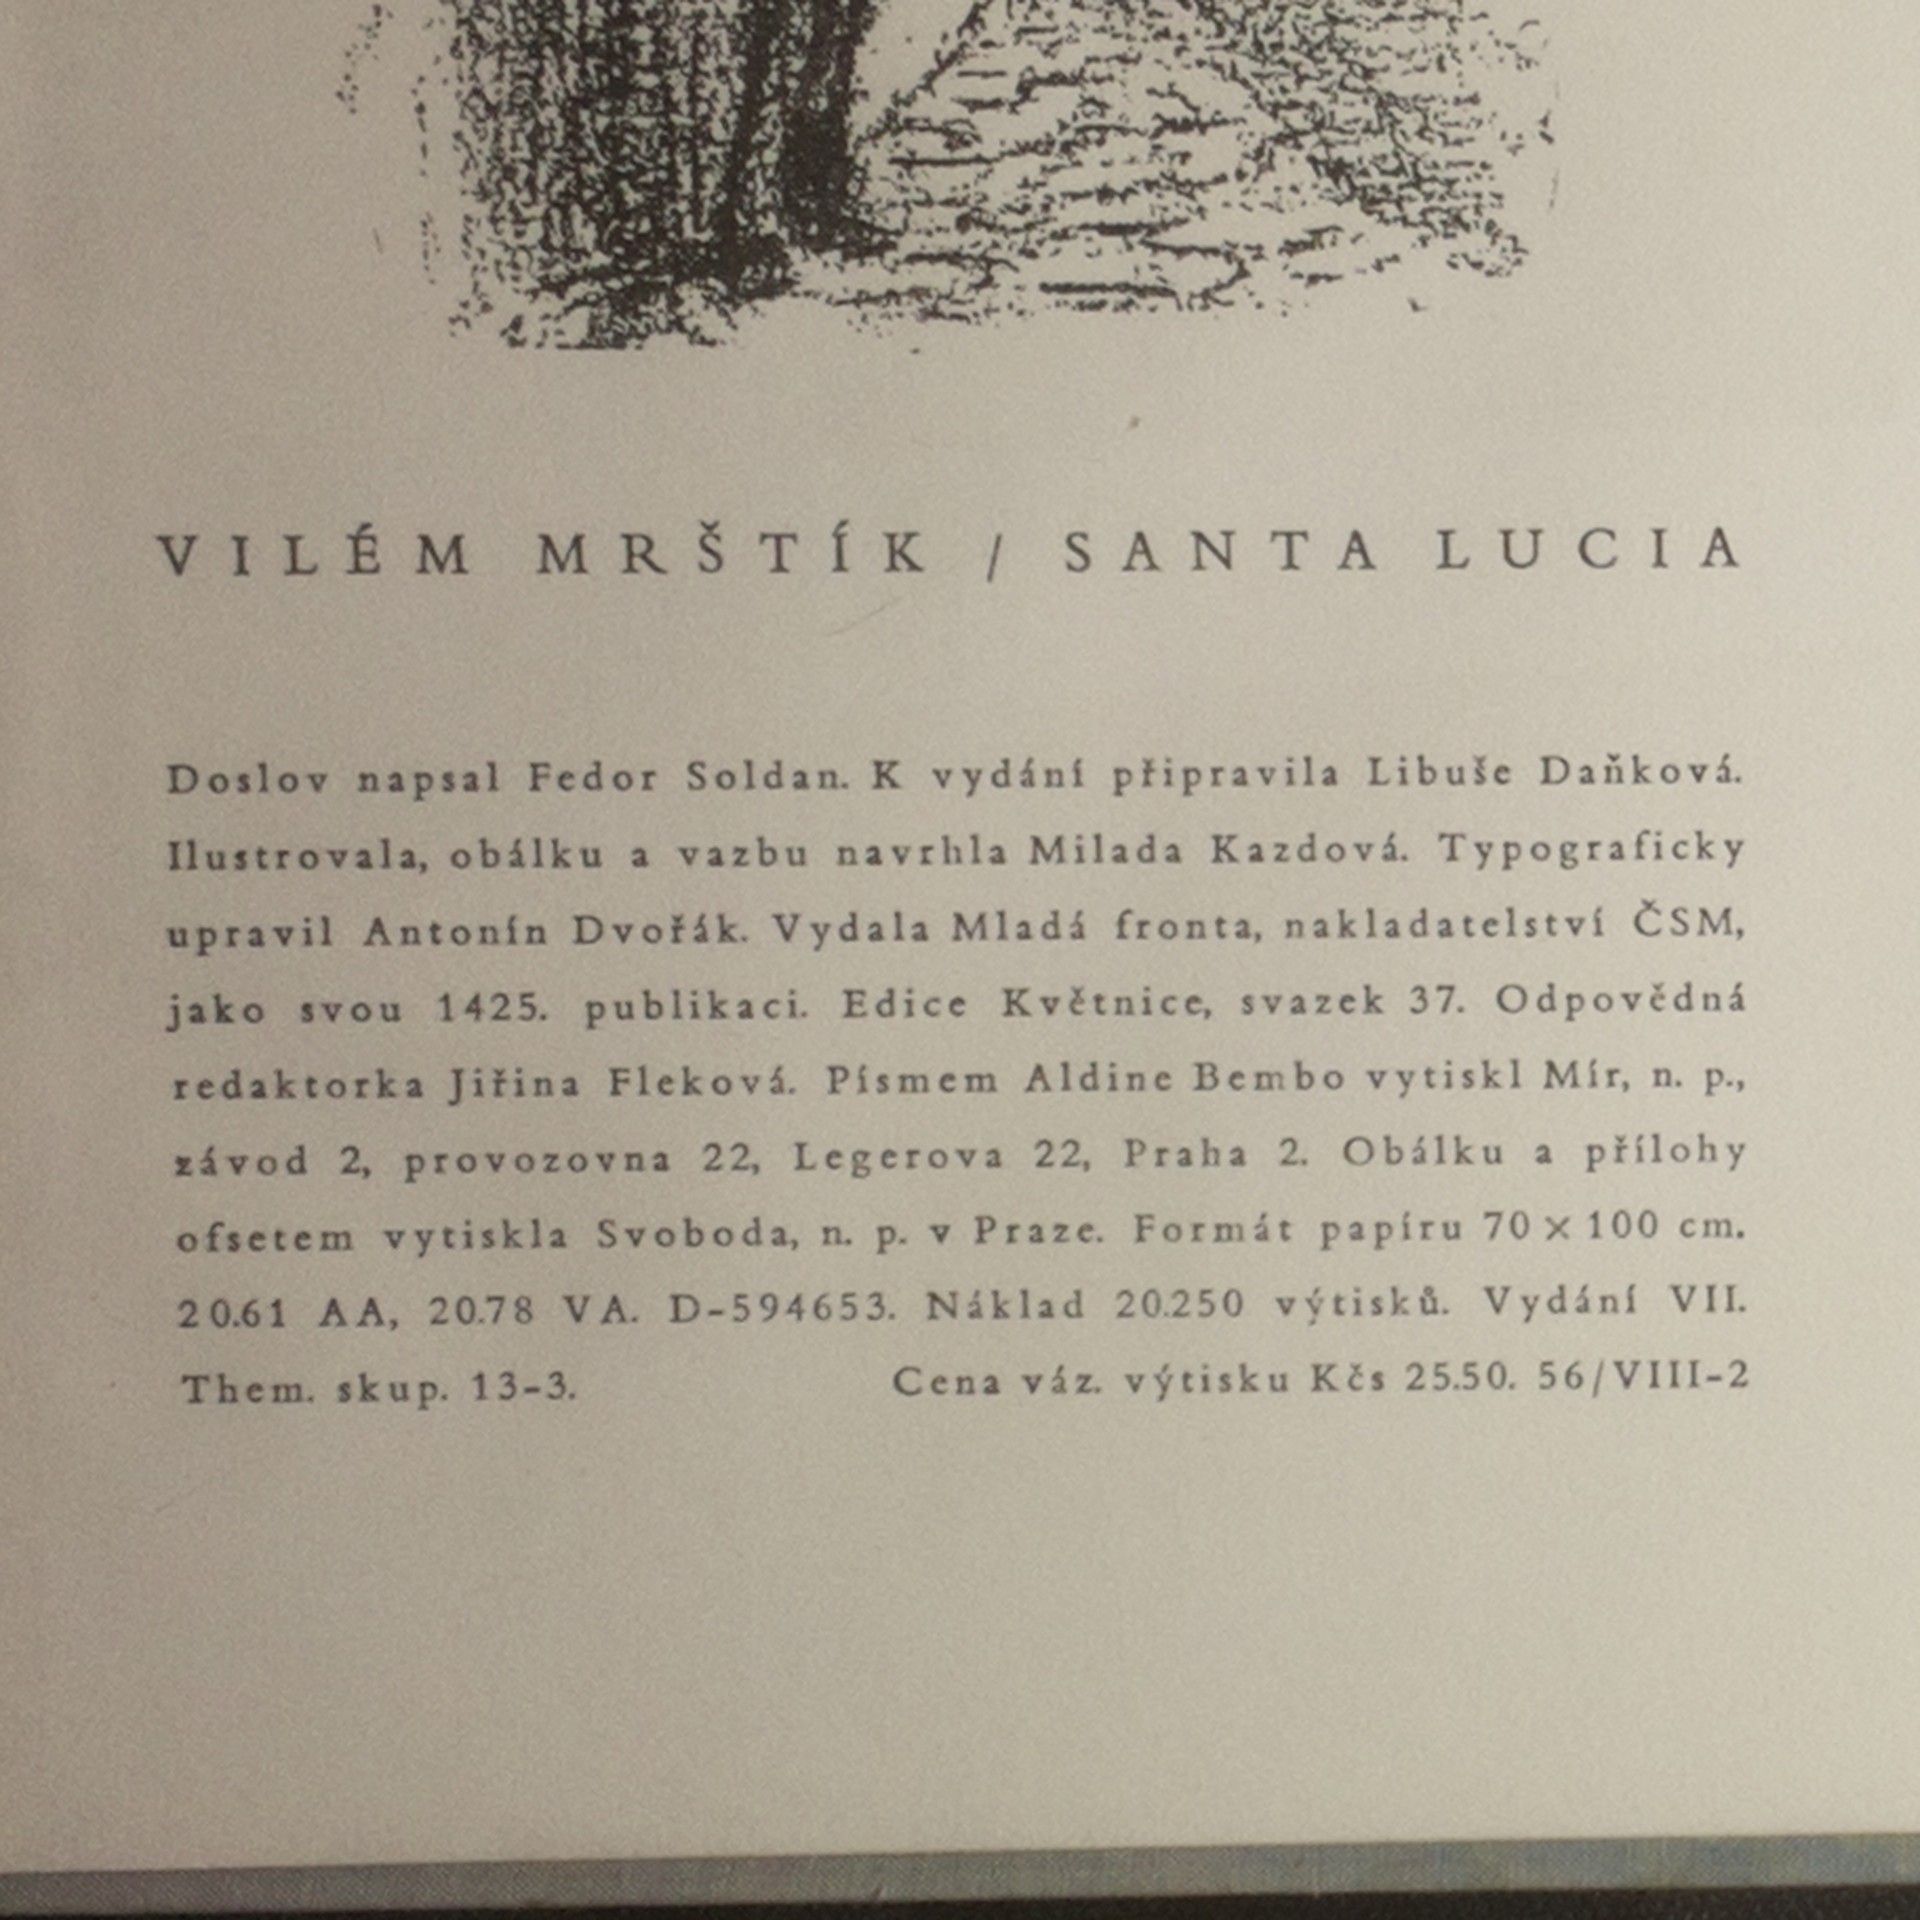 VILÉM MRŠTÍK / SANTA LUCIA
Doslov napsal Fedor Soldan. K vydání připravila Libuše Daňková.
Ilustrovala, obálku a vazbu navrhla Milada Kazdová. Typograficky
upravil Antonín Dvořák. Vydala Mladá fronta, nakladatelství ČSM,
jako svou 1425. publikaci. Edice Květnice, svazek 37. Odpovědná
redaktorka Jiřina Fleková. Písmem Aldine Bembo vytiskl Mír, n. p.,
závod 2, provozovna 22, Legerova 22, Praha 2. Obálku a přílohy
ofsetem vytiskla Svoboda, n. p. v Praze. Formát papíru 70 × 100 cm.
20.61 AA, 20.78 VA. D-594653. Náklad 20.250 výtisků. Vydání VII.
Them. skup. 13-3. Cena váz. výtisku Kčs 25.50. 56/VIII-2